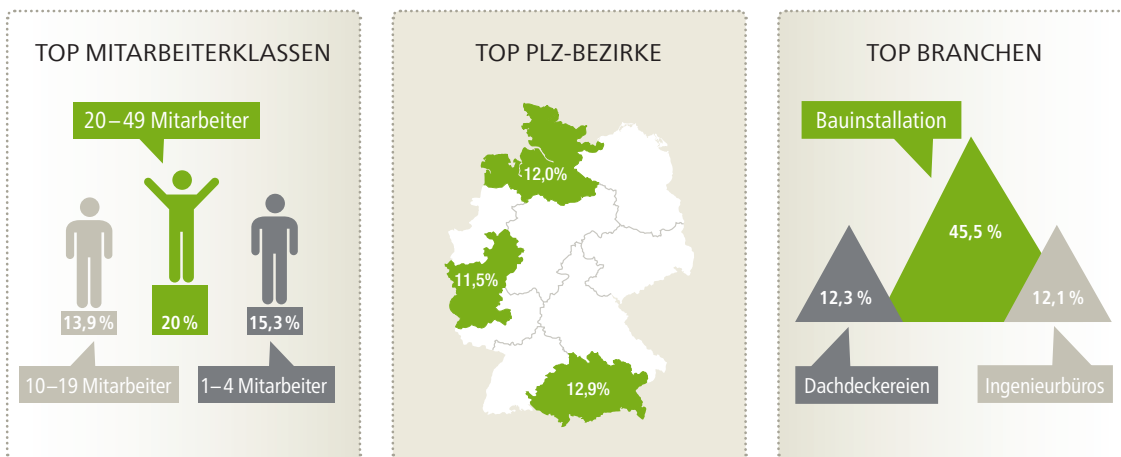 TOP MITARBEITERKLASSEN
20–49 Mitarbeiter
13,9 %
20 %
15,3 %
10–19 Mitarbeiter
1–4 Mitarbeiter
TOP PLZ-BEZIRKE
12,0%
11,5%
12,9%
TOP BRANCHEN
Bauinstallation
45,5 %
12,3 %
12,1 %
Dachdeckereien
Ingenieurbüros